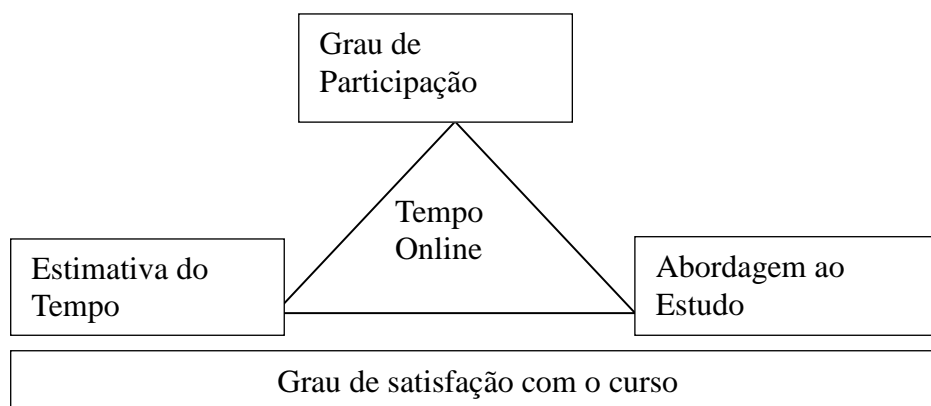 Grau de
Participação
Tempo
Online
Estimativa do
Tempo
Abordagem ao
Estudo
Grau de satisfação com o curso